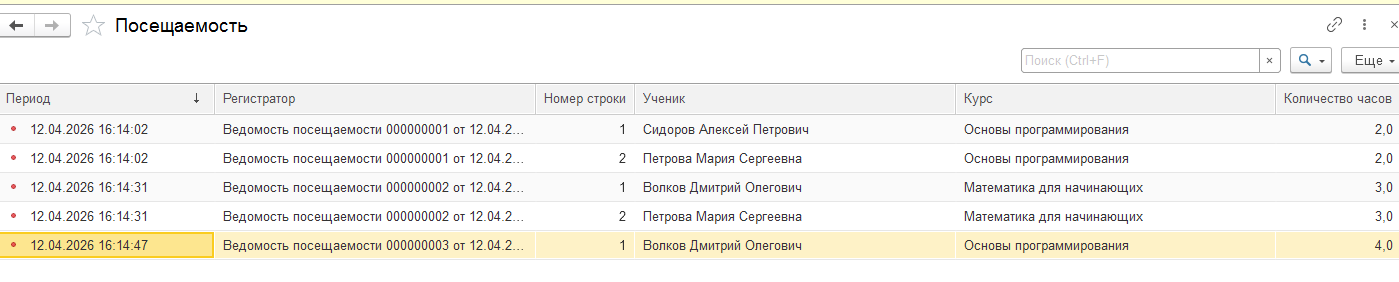 Посещаемость
Поиск (Ctrl+F)
Еще
Период Регистратор Номер строки Ученик Курс Количество часов
12.04.2026 16:14:02 Ведомость посещаемости 000000001 от 12.04.2... 1 Сидоров Алексей Петрович Основы программирования 2,0
12.04.2026 16:14:02 Ведомость посещаемости 000000001 от 12.04.2... 2 Петрова Мария Сергеевна Основы программирования 2,0
12.04.2026 16:14:31 Ведомость посещаемости 000000002 от 12.04.2... 1 Волков Дмитрий Олегович Математика для начинающих 3,0
12.04.2026 16:14:31 Ведомость посещаемости 000000002 от 12.04.2... 2 Петрова Мария Сергеевна Математика для начинающих 3,0
12.04.2026 16:14:47 Ведомость посещаемости 000000003 от 12.04.2... 1 Волков Дмитрий Олегович Основы программирования 4,0